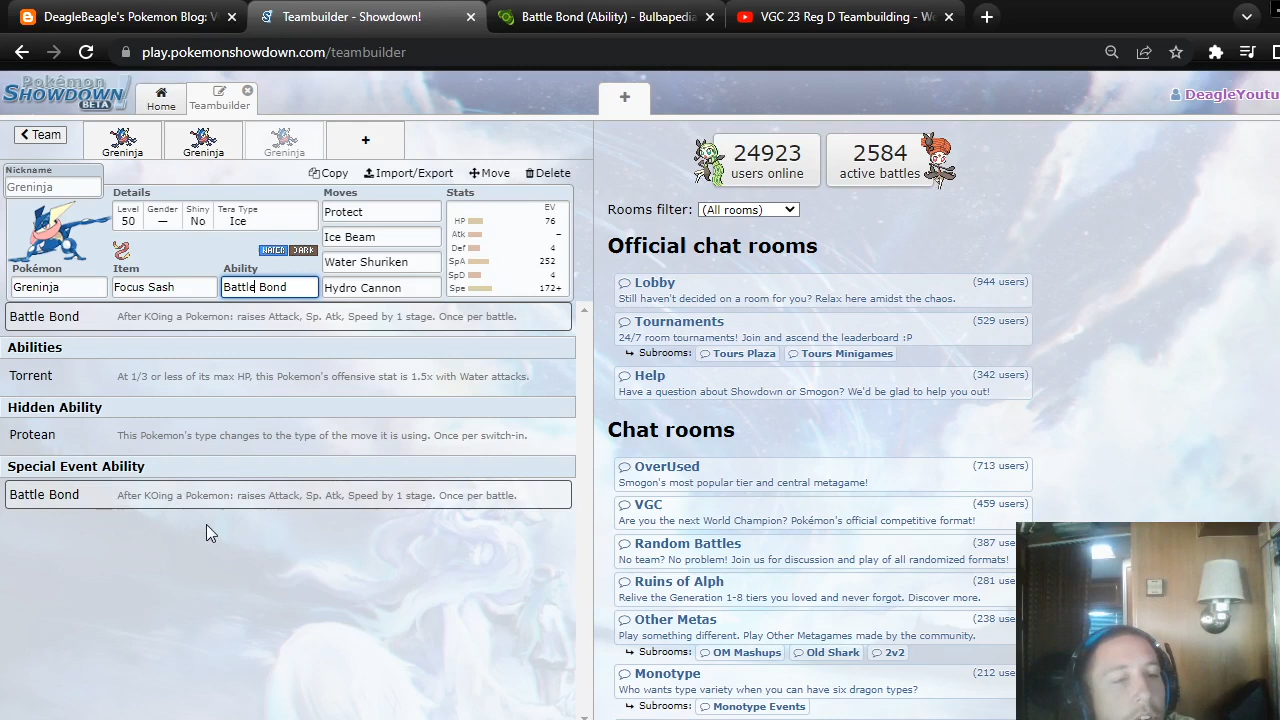 DeagleBeagle's Pokemon Blog: V
Teambuilder - Showdown!
Battle Bond (Ability) - Bulbapedia
VGC 23 Reg D Teambuilding - We
play.pokemonshowdown.com/teambuilder
Pokémon
SHOWDOWN
BETA
Home
Teambuilder
DeagleYoutu
Team
Greninja
Greninja
Greninja
+
Copy
Import/Export
Move
Delete
Nickname
Greninja
Details
Level
50
Gender
—
Shiny
No
Tera Type
Ice
WATER DARK
Pokémon
Greninja
Item
Focus Sash
Ability
Battle Bond
Moves
Protect
Ice Beam
Water Shuriken
Hydro Cannon
Stats
EV
HP 76
Atk –
Def 4
SpA 252
SpD 4
Spe 172+
Battle Bond After KOing a Pokemon: raises Attack, Sp. Atk, Speed by 1 stage. Once per battle.
Abilities
Torrent At 1/3 or less of its max HP, this Pokemon's offensive stat is 1.5x with Water attacks.
Hidden Ability
Protean This Pokemon's type changes to the type of the move it is using. Once per switch-in.
Special Event Ability
Battle Bond After KOing a Pokemon: raises Attack, Sp. Atk, Speed by 1 stage. Once per battle.
24923
users online
2584
active battles
Rooms filter: (All rooms)
Official chat rooms
Lobby (944 users)
Still haven't decided on a room for you? Relax here amidst the chaos.
Tournaments (529 users)
24/7 room tournaments! Join and ascend the leaderboard :P
Subrooms: Tours Plaza Tours Minigames
Help (342 users)
Have a question about Showdown or Smogon? We'd be glad to help you out!
Chat rooms
OverUsed (713 users)
Smogon's most popular tier and central metagame!
VGC (459 users)
Are you the next World Champion? Pokémon's official competitive format!
Random Battles (387 use
No team? No problem! Join us for discussion and play of all randomized formats!
Ruins of Alph (281 use
Relive the Generation 1-8 tiers you loved and never forgot. Discover more.
Other Metas (238 use
Play something different. Play Other Metagames made by the community.
Subrooms: OM Mashups Old Shark 2v2
Monotype (212 use
Who wants type variety when you can have six dragon types?
Subrooms: Monotype Events